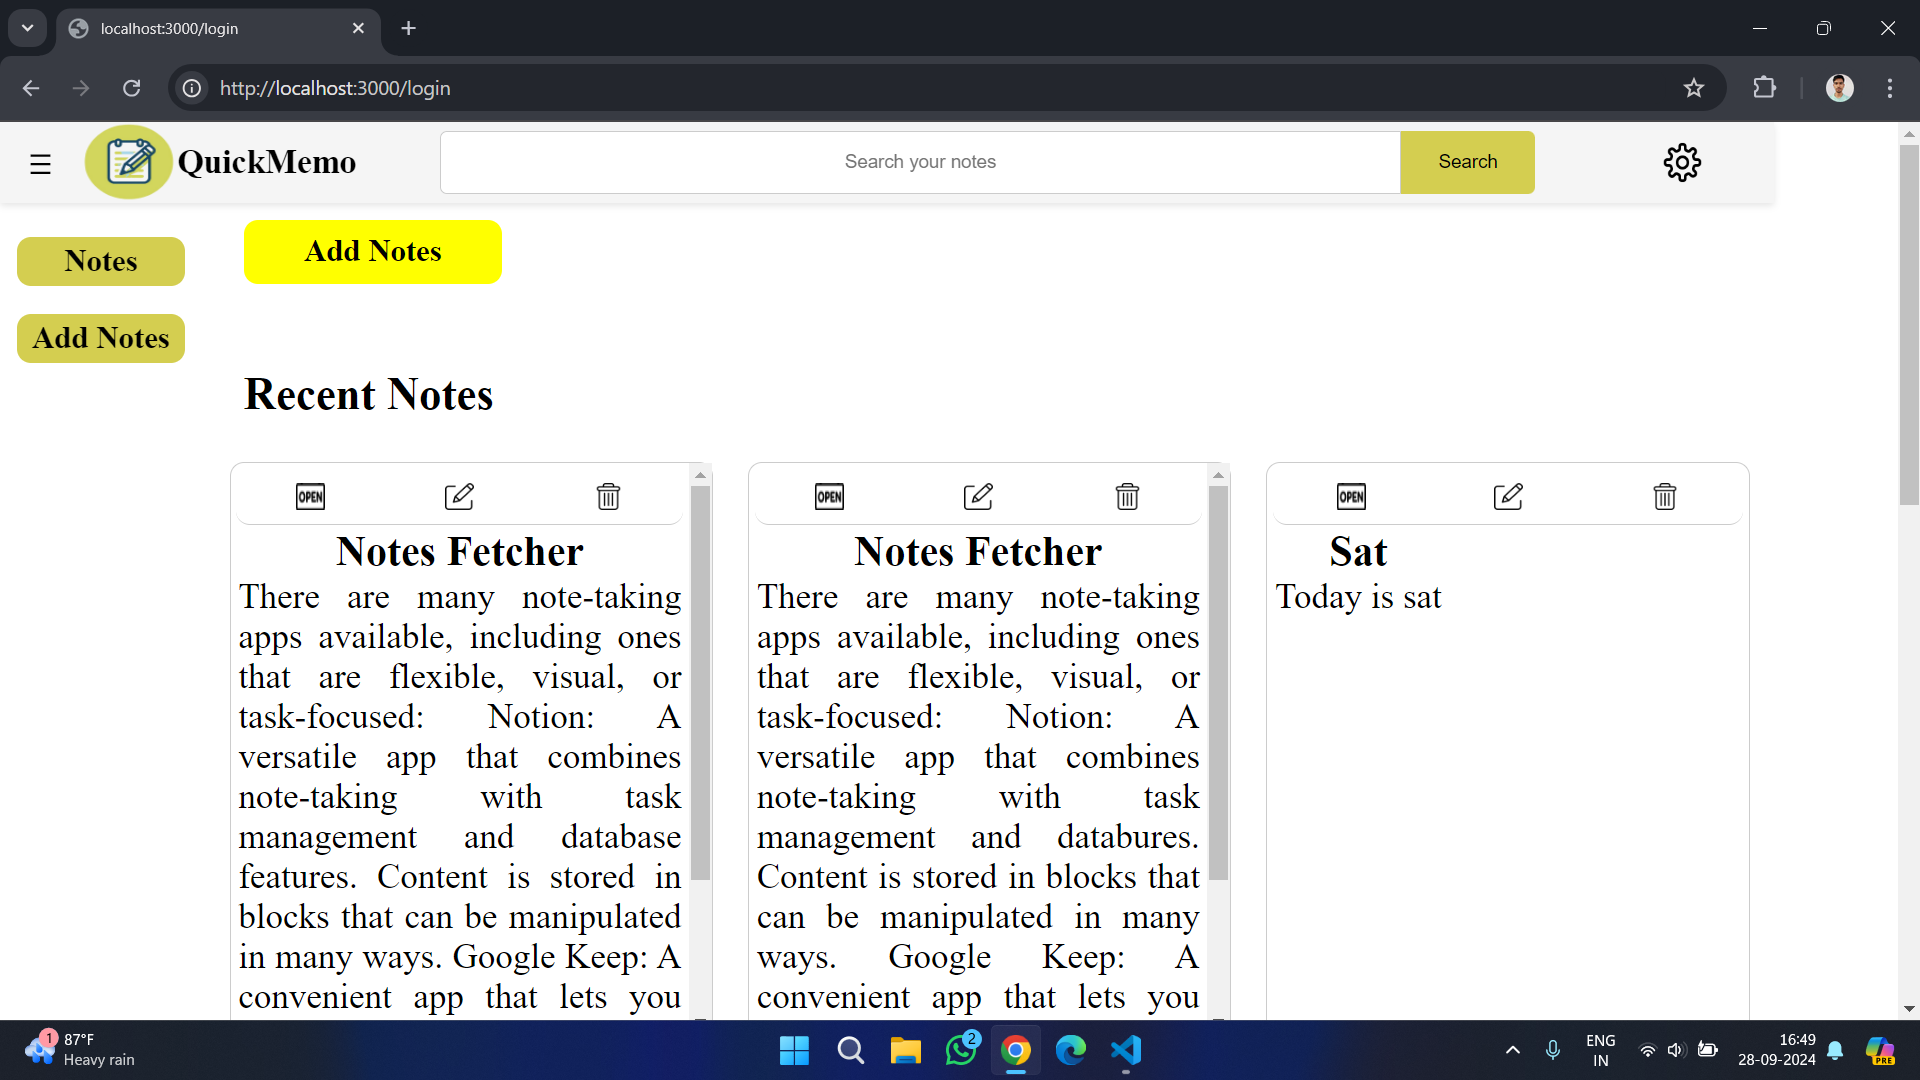 localhost:3000/login
http://localhost:3000/login
QuickMemo
Search your notes
Search
Notes
Add Notes
Add Notes
Recent Notes
OPEN
Notes Fetcher
There are many note-taking
apps available, including ones
that are flexible, visual, or
task-focused: Notion: A
versatile app that combines
note-taking with task
management and database
features. Content is stored in
blocks that can be manipulated
in many ways. Google Keep: A
convenient app that lets you
OPEN
Notes Fetcher
There are many note-taking
apps available, including ones
that are flexible, visual, or
task-focused: Notion: A
versatile app that combines
note-taking with task
management and databures.
Content is stored in blocks that
can be manipulated in many
ways. Google Keep: A
convenient app that lets you
OPEN
Sat
Today is sat
1
87°F
Heavy rain
2
ENG
IN
16:49
28-09-2024
PRE